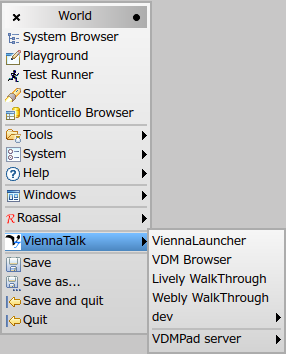 World
System Browser
Playground
Test Runner
Spotter
Monticello Browser
Tools
System
Help
Windows
Roassal
ViennaTalk
Save
Save as...
Save and quit
Quit
ViennaLauncher
VDM Browser
Lively WalkThrough
Webly WalkThrough
dev
VDMPad server